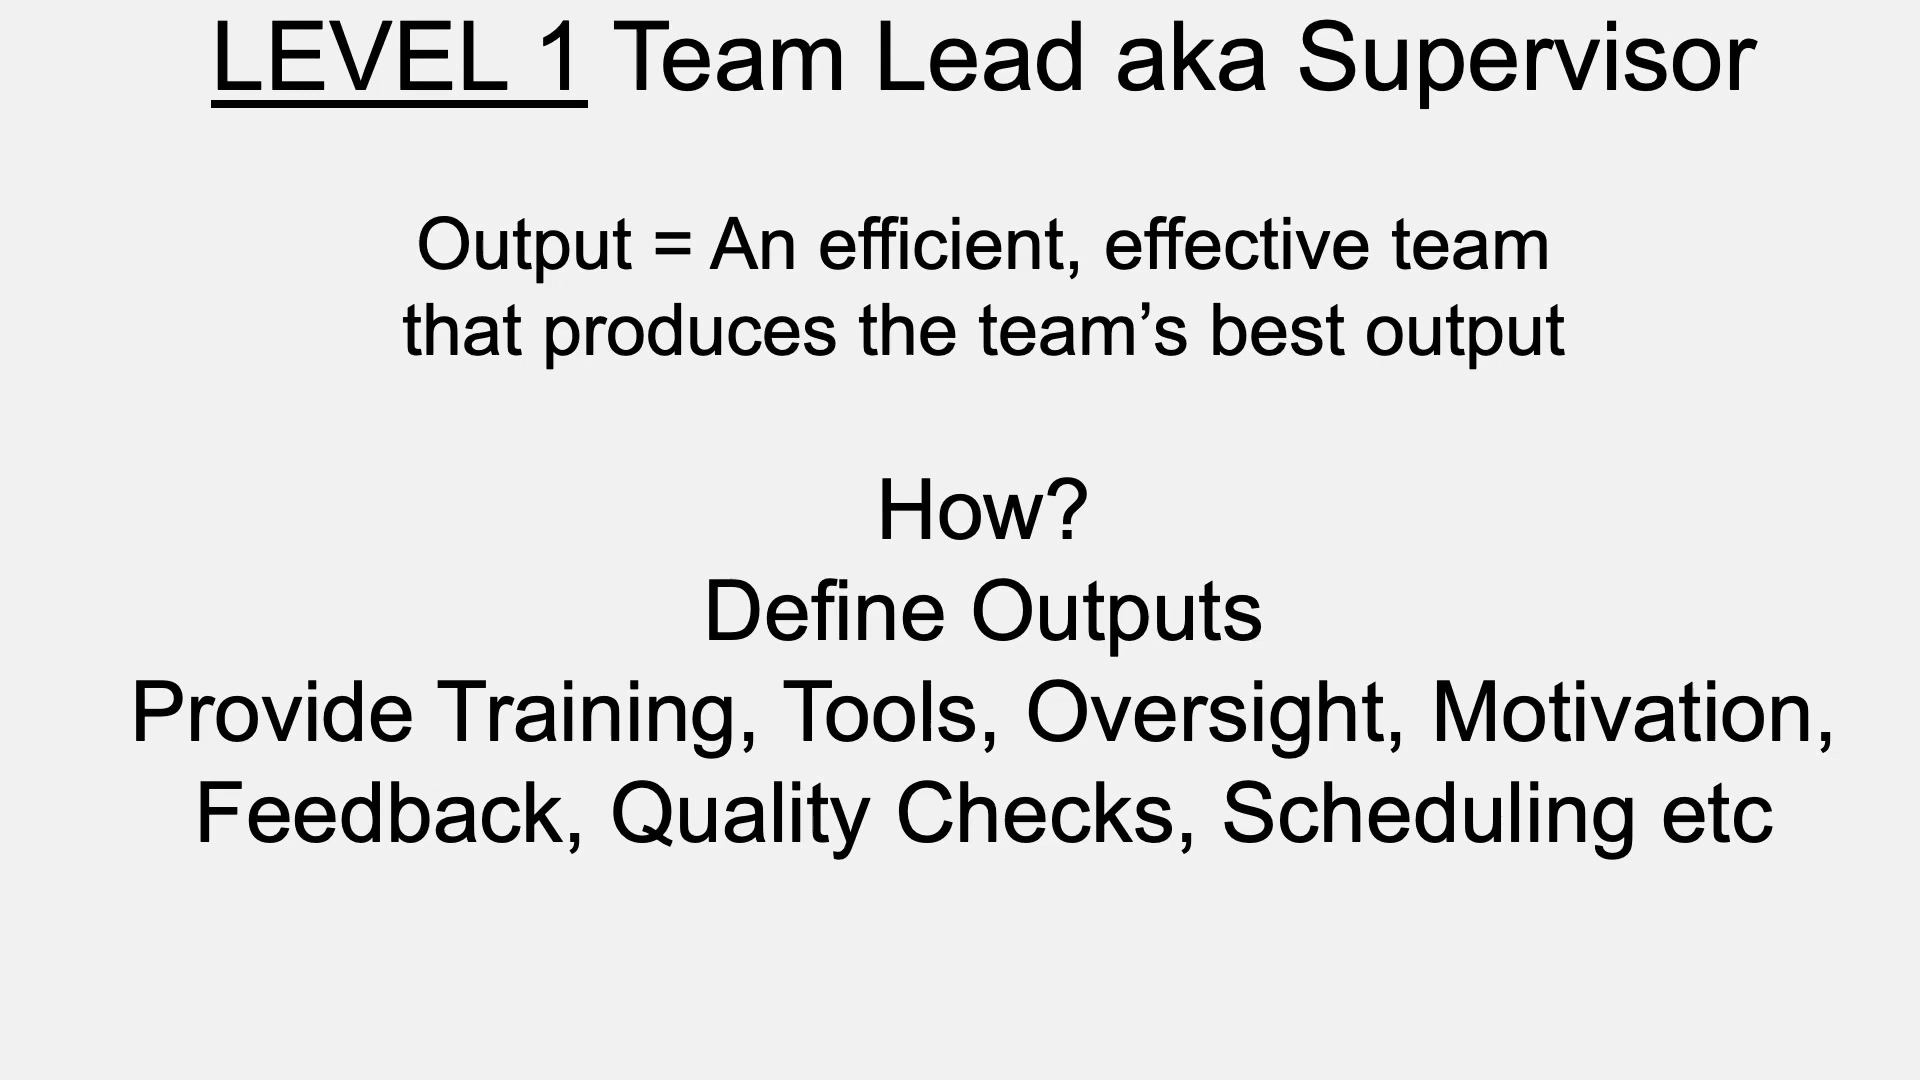 LEVEL 1 Team Lead aka Supervisor
Output = An efficient, effective team
that produces the team’s best output
How?
Define Outputs
Provide Training, Tools, Oversight, Motivation,
Feedback, Quality Checks, Scheduling etc